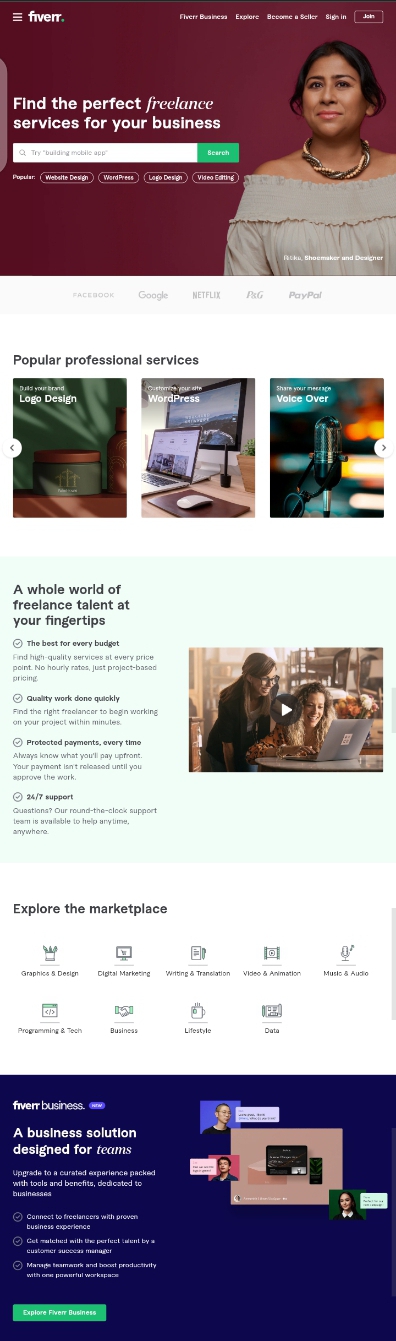 fiverr.
Fiverr Business Explore Become a Seller Sign in Join
Find the perfect freelance
services for your business
Try "building mobile app"
Search
Popular: Website Design WordPress Logo Design Video Editing
Ritika, Shoemaker and Designer
FACEBOOK Google NETFLIX P&G PayPal
Popular professional services
Build your brand
Logo Design
Customize your site
WordPress
Share your message
Voice Over
A whole world of
freelance talent at
your fingertips
The best for every budget
Find high-quality services at every price
point. No hourly rates, just project-based
pricing.
Quality work done quickly
Find the right freelancer to begin working
on your project within minutes.
Protected payments, every time
Always know what you'll pay upfront.
Your payment isn't released until you
approve the work.
24/7 support
Questions? Our round-the-clock support
team is available to help anytime,
anywhere.
Explore the marketplace
Graphics & Design Digital Marketing Writing & Translation Video & Animation Music & Audio
Programming & Tech Business Lifestyle Data
fiverr business. NEW
A business solution
designed for teams
Upgrade to a curated experience packed
with tools and benefits, dedicated to
businesses
Connect to freelancers with proven
business experience
Get matched with the perfect talent by a
customer success manager
Manage teamwork and boost productivity
with one powerful workspace
Explore Fiverr Business